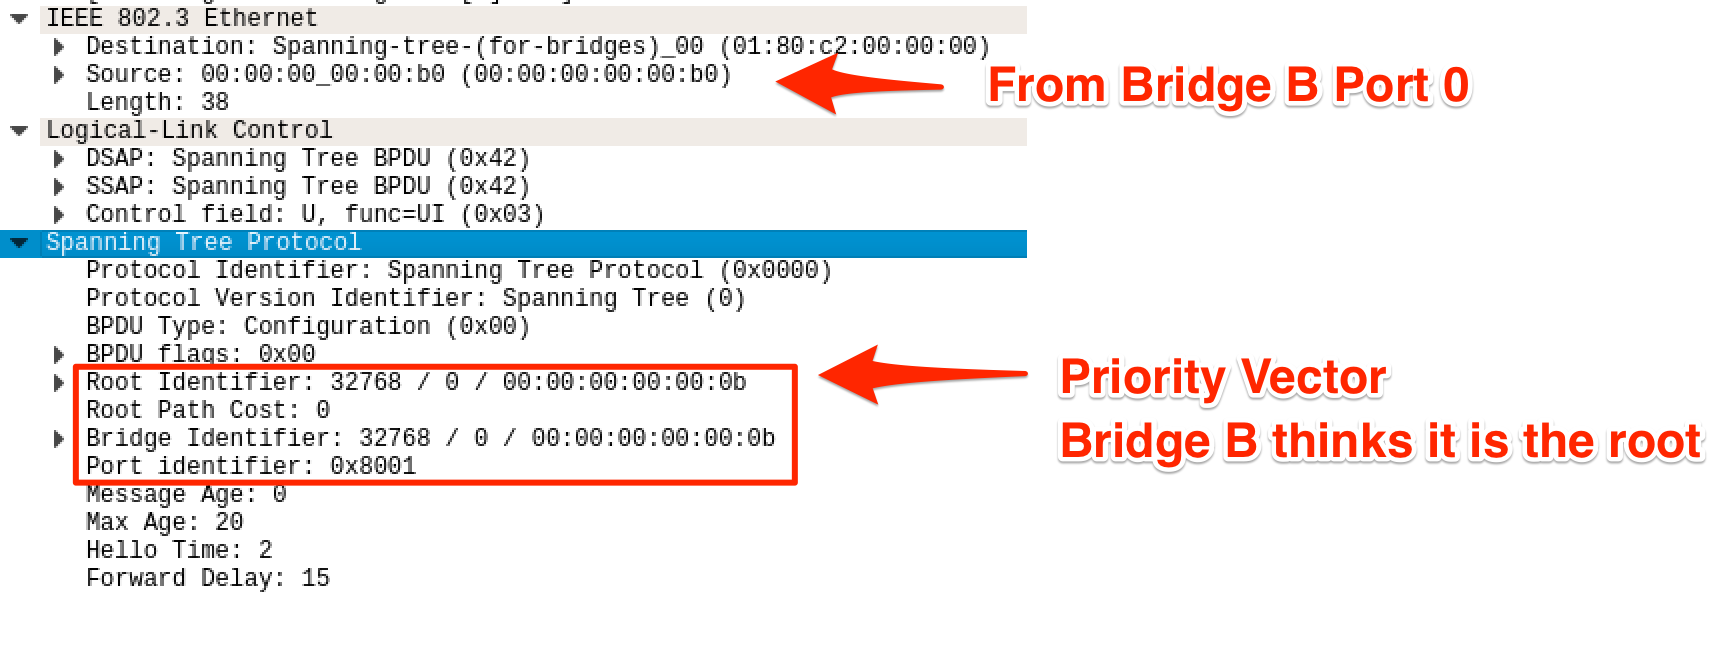 IEEE 802.3 Ethernet
Destination: Spanning-tree-(for-bridges)_00 (01:80:c2:00:00:00)
Source: 00:00:00_00:00:b0 (00:00:00:00:00:b0)
From Bridge B Port 0
Length: 38
Logical-Link Control
DSAP: Spanning Tree BPDU (0x42)
SSAP: Spanning Tree BPDU (0x42)
Control field: U, func=UI (0x03)
Spanning Tree Protocol
Protocol Identifier: Spanning Tree Protocol (0x0000)
Protocol Version Identifier: Spanning Tree (0)
BPDU Type: Configuration (0x00)
BPDU flags: 0x00
Root Identifier: 32768 / 0 / 00:00:00:00:00:0b
Priority Vector
Root Path Cost: 0
Bridge Identifier: 32768 / 0 / 00:00:00:00:00:0b
Bridge B thinks it is the root
Port identifier: 0x8001
Message Age: 0
Max Age: 20
Hello Time: 2
Forward Delay: 15